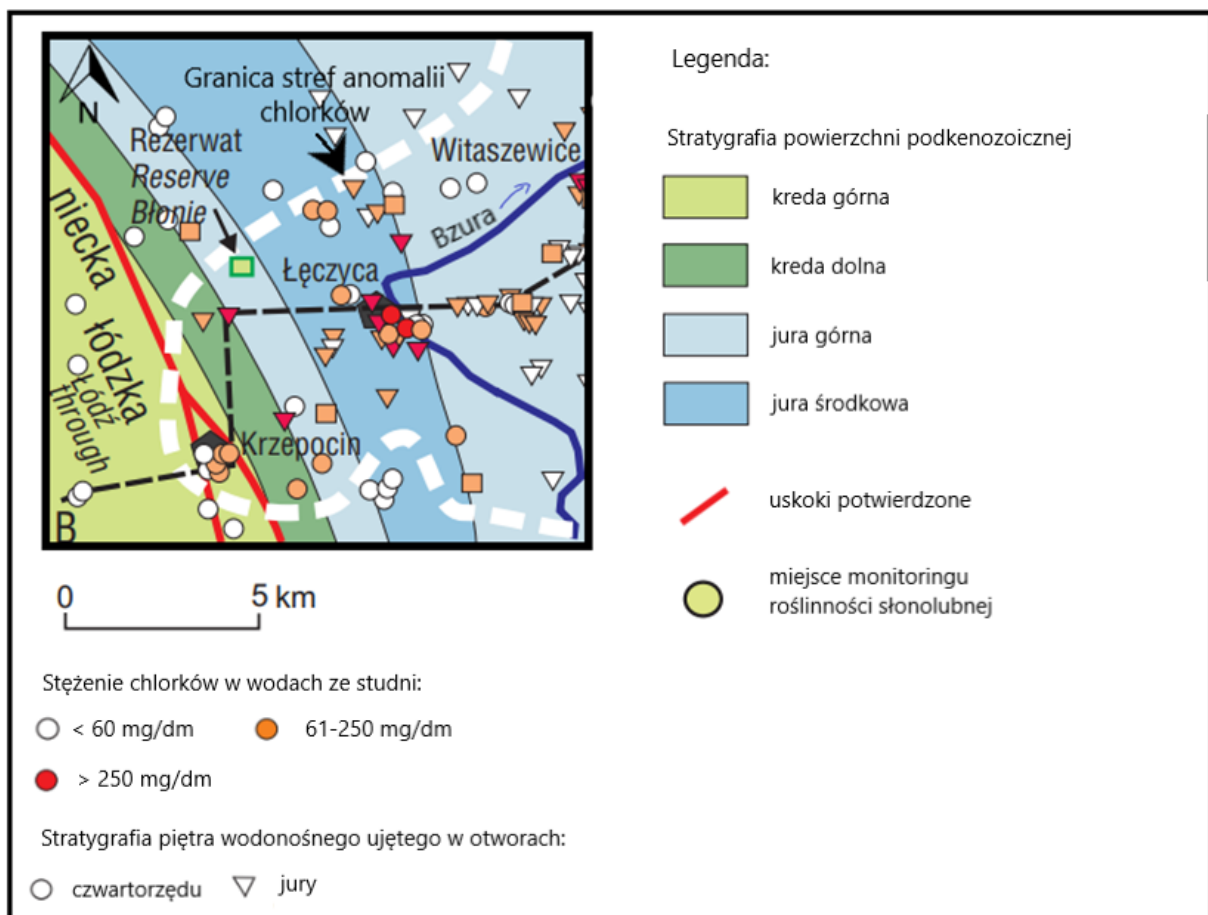 Granica stref anomalii
chlorków
N
Rezerwat
Reserve
Błonie
Witaszewice
Bzura
niecka
łódzka
Łódź
through
Łęczyca
Krzepocin
B
0 5 km
Stężenie chlorków w wodach ze studni:
< 60 mg/dm 61-250 mg/dm
> 250 mg/dm
Stratygrafia piętra wodonośnego ujętego w otworach:
czwartorzędu jury
Legenda:
Stratygrafia powierzchni podkenozoicznej
kreda górna
kreda dolna
jura górna
jura środkowa
uskoki potwierdzone
miejsce monitoringu
roślinności słonolubnej